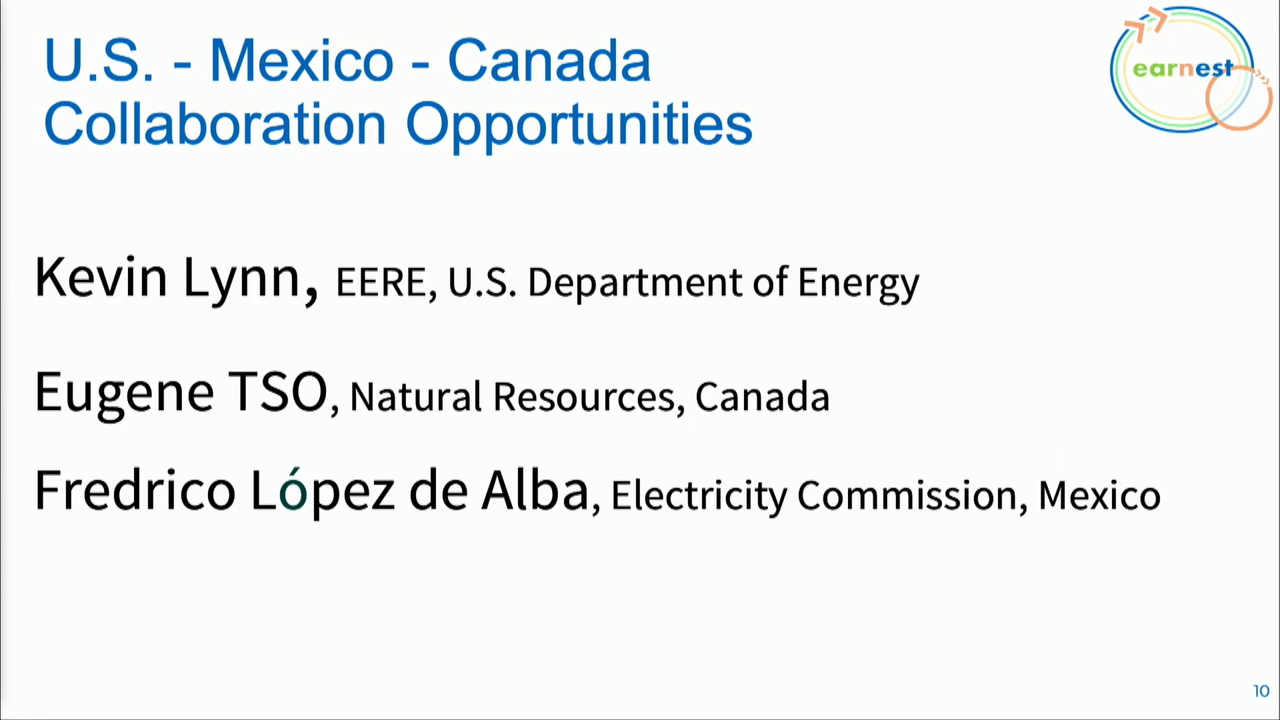 U.S. - Mexico - Canada
Collaboration Opportunities
earnest
Kevin Lynn, EERE, U.S. Department of Energy
Eugene TSO, Natural Resources, Canada
Fredrico López de Alba, Electricity Commission, Mexico
10